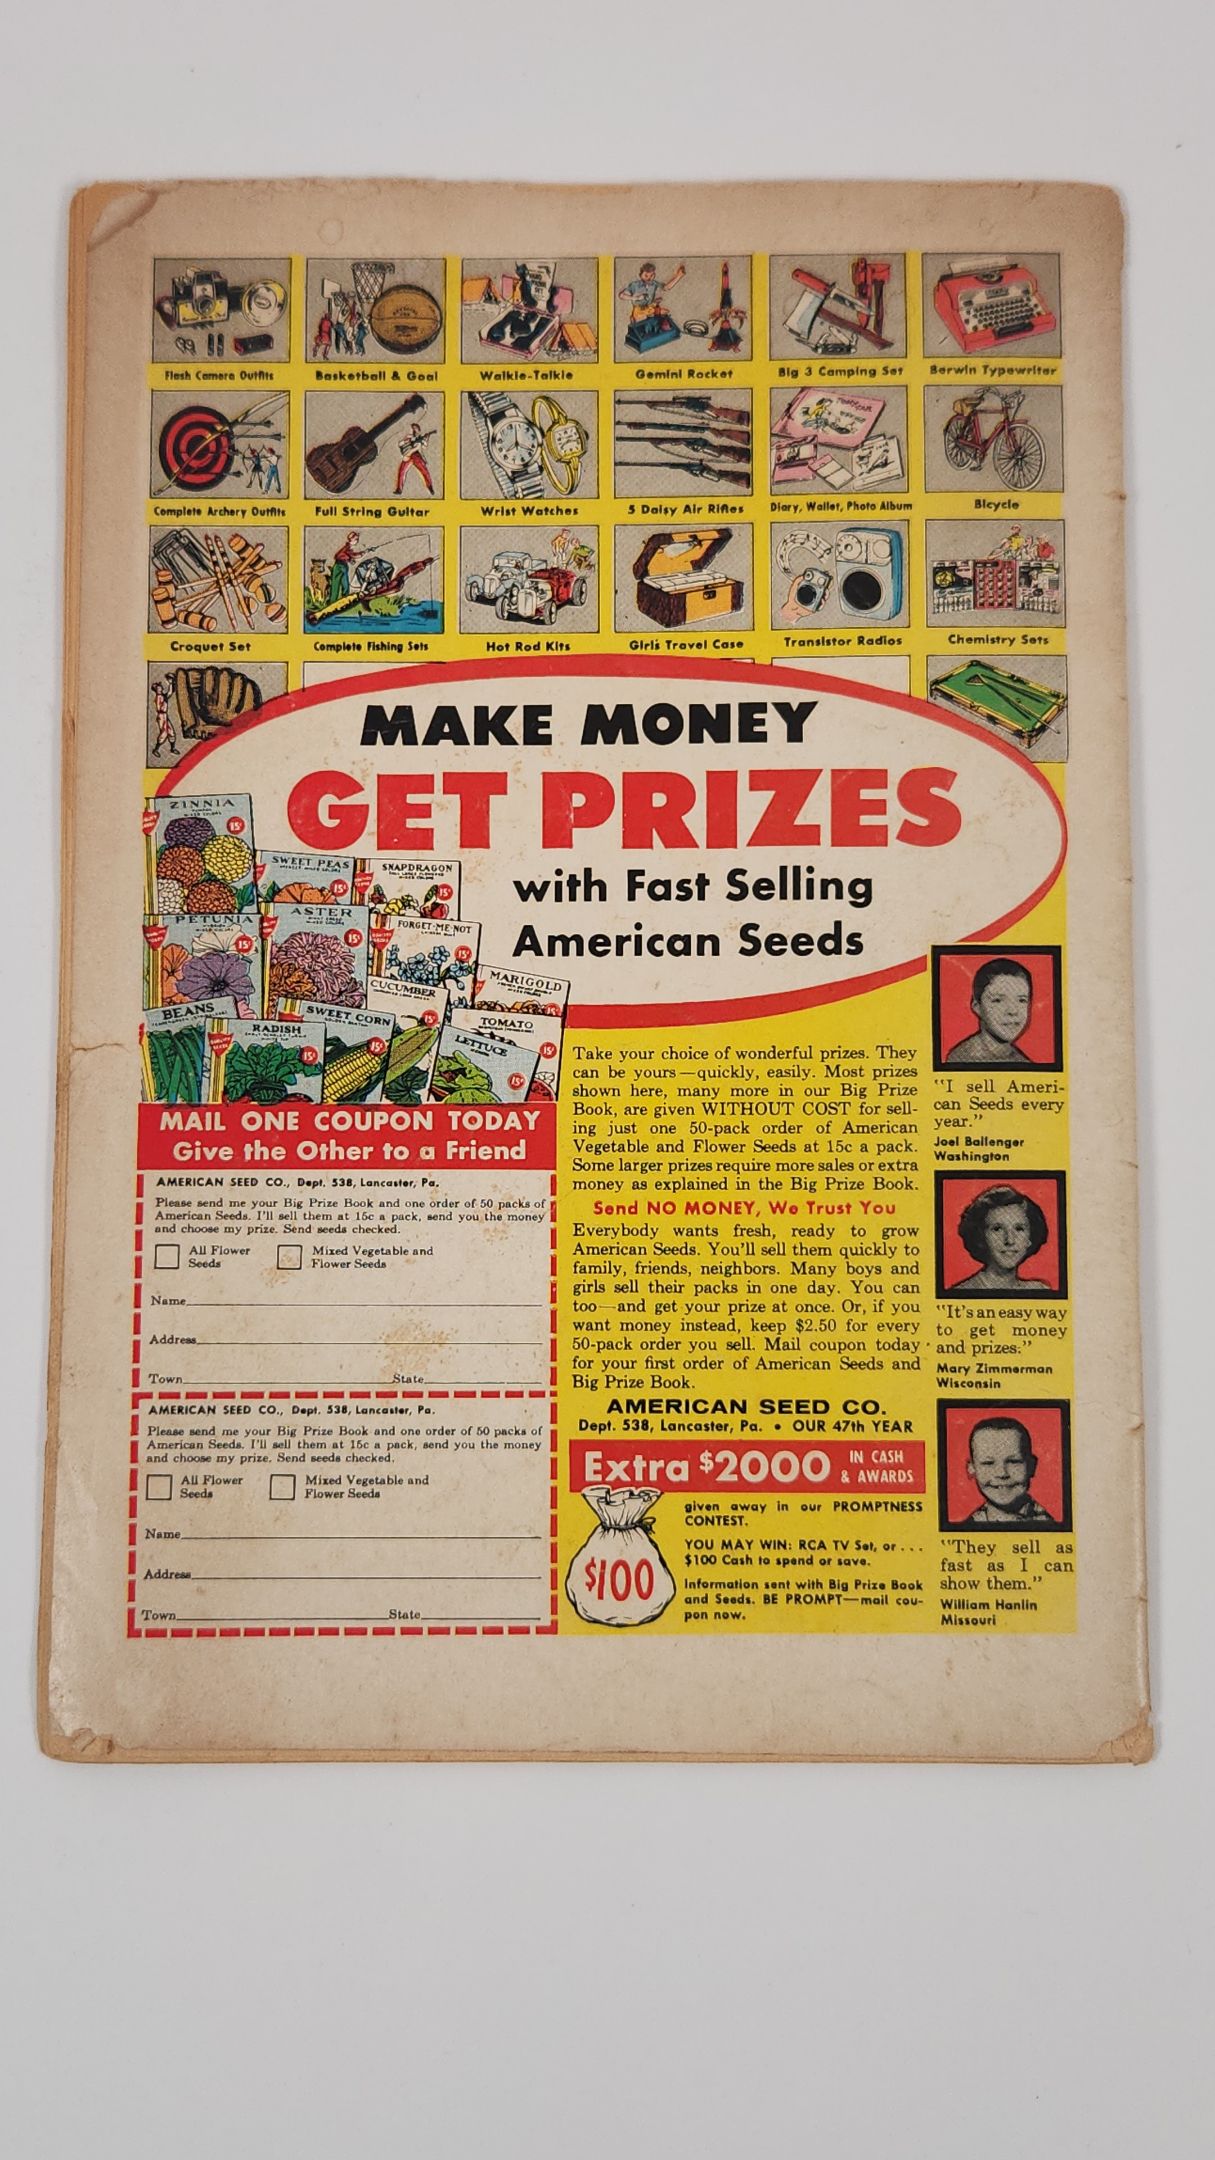 Flash Camera Outfits
Basketball & Goal
Walkie-Talkie
Gemini Rocket
Big 3 Camping Set
Berwin Typewriter
Complete Archery Outfits
Full String Guitar
Wrist Watches
5 Daisy Air Rifles
Diary, Wallet, Photo Album
Bicycle
Croquet Set
Complete Fishing Sets
Hot Rod Kits
Girl's Travel Case
Transistor Radios
Chemistry Sets
MAKE MONEY
GET PRIZES
with Fast Selling
American Seeds
ZINNIA
15¢
SWEET PEAS
15¢
SNAPDRAGON
15¢
PETUNIA
15¢
ASTER
15¢
FORGET-ME-NOT
15¢
MARIGOLD
CUCUMBER
15¢
BEANS
RADISH
15¢
SWEET CORN
15¢
TOMATO
15¢
LETTUCE
15¢
MAIL ONE COUPON TODAY
Give the Other to a Friend
AMERICAN SEED CO., Dept. 538, Lancaster, Pa.
Please send me your Big Prize Book and one order of 50 packs of
American Seeds. I'll sell them at 15c a pack, send you the money
and choose my prize. Send seeds checked.
All Flower
Seeds
Mixed Vegetable and
Flower Seeds
Name
Address
Town State
AMERICAN SEED CO., Dept. 538, Lancaster, Pa.
Please send me your Big Prize Book and one order of 50 packs of
American Seeds. I'll sell them at 15c a pack, send you the money
and choose my prize. Send seeds checked.
All Flower
Seeds
Mixed Vegetable and
Flower Seeds
Name
Address
Town State
Take your choice of wonderful prizes. They
can be yours—quickly, easily. Most prizes
shown here, many more in our Big Prize
Book, are given WITHOUT COST for sell-
ing just one 50-pack order of American
Vegetable and Flower Seeds at 15c a pack.
Some larger prizes require more sales or extra
money as explained in the Big Prize Book.
Send NO MONEY, We Trust You
Everybody wants fresh, ready to grow
American Seeds. You'll sell them quickly to
family, friends, neighbors. Many boys and
girls sell their packs in one day. You can
too—and get your prize at once. Or, if you
want money instead, keep $2.50 for every
50-pack order you sell. Mail coupon today
for your first order of American Seeds and
Big Prize Book.
AMERICAN SEED CO.
Dept. 538, Lancaster, Pa. • OUR 47th YEAR
Extra $2000 IN CASH
& AWARDS
$100
given away in our PROMPTNESS
CONTEST.
YOU MAY WIN: RCA TV Set, or . . .
$100 Cash to spend or save.
Information sent with Big Prize Book
and Seeds. BE PROMPT—mail cou-
pon now.
"I sell Ameri-
can Seeds every
year."
Joel Ballenger
Washington
"It's an easy way
to get money
and prizes."
Mary Zimmerman
Wisconsin
"They sell as
fast as I can
show them."
William Hanlin
Missouri